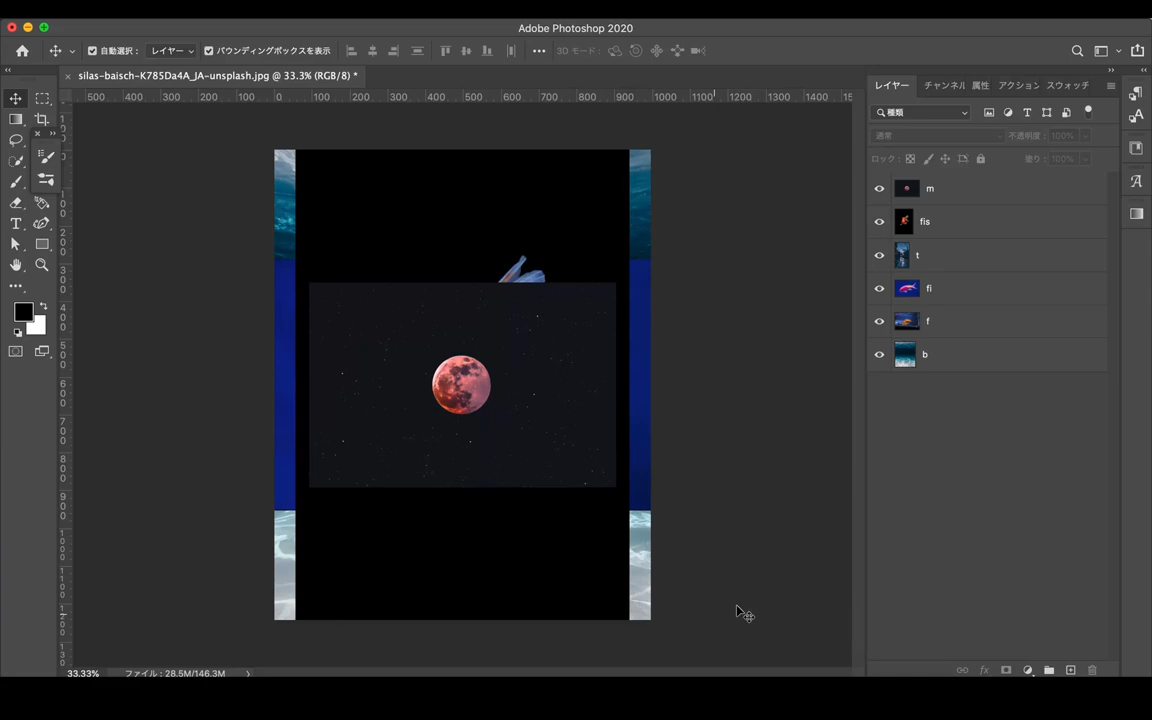 Adobe Photoshop 2020
自動選択： レイヤー バウンディングボックスを表示 3D モード：
silas-baisch-K785Da4A_JA-unsplash.jpg @ 33.3% (RGB/8) *
500 400 300 200 100 0 100 200 300 400 500 600 700 800 900 1000 1100 1200 1300 1400
レイヤー チャンネル 属性 アクション スウォッチ
種類
通常 不透明度： 100%
ロック： 塗り： 100%
m
fis
t
fi
f
b
33.33% ファイル：28.5M/146.3M